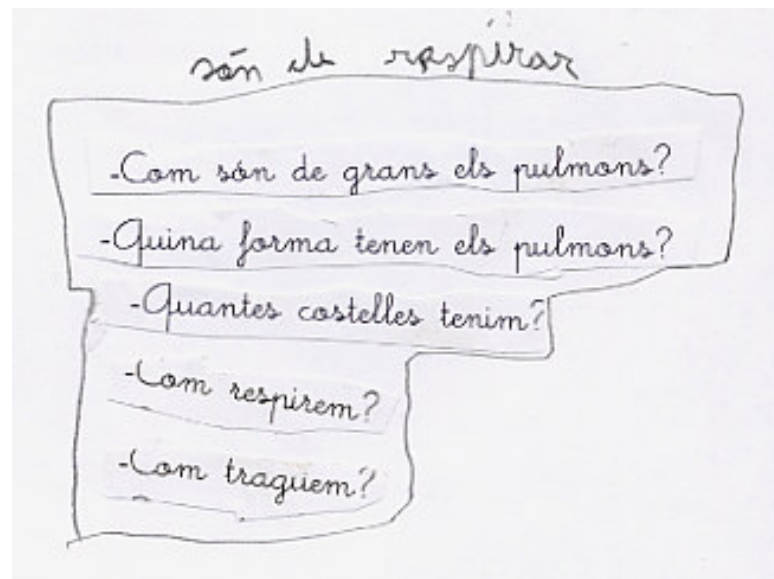 són de respirar
-Com són de grans els pulmons?
-Quina forma tenen els pulmons?
-Quantes costelles tenim?
-Com respirem?
-Com traguem?